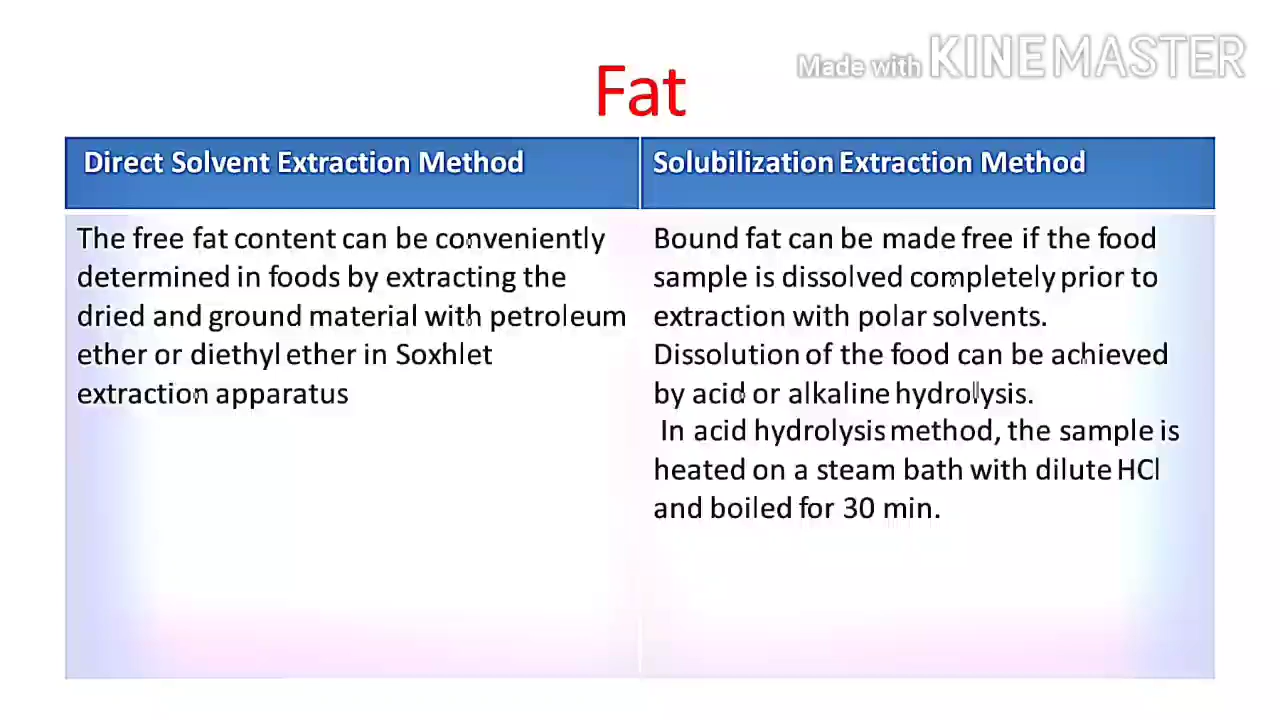 Made with KINEMASTER
Fat
Direct Solvent Extraction Method
The free fat content can be conveniently
determined in foods by extracting the
dried and ground material with petroleum
ether or diethyl ether in Soxhlet
extraction apparatus
Solubilization Extraction Method
Bound fat can be made free if the food
sample is dissolved completely prior to
extraction with polar solvents.
Dissolution of the food can be achieved
by acid or alkaline hydrolysis.
In acid hydrolysis method, the sample is
heated on a steam bath with dilute HCl
and boiled for 30 min.